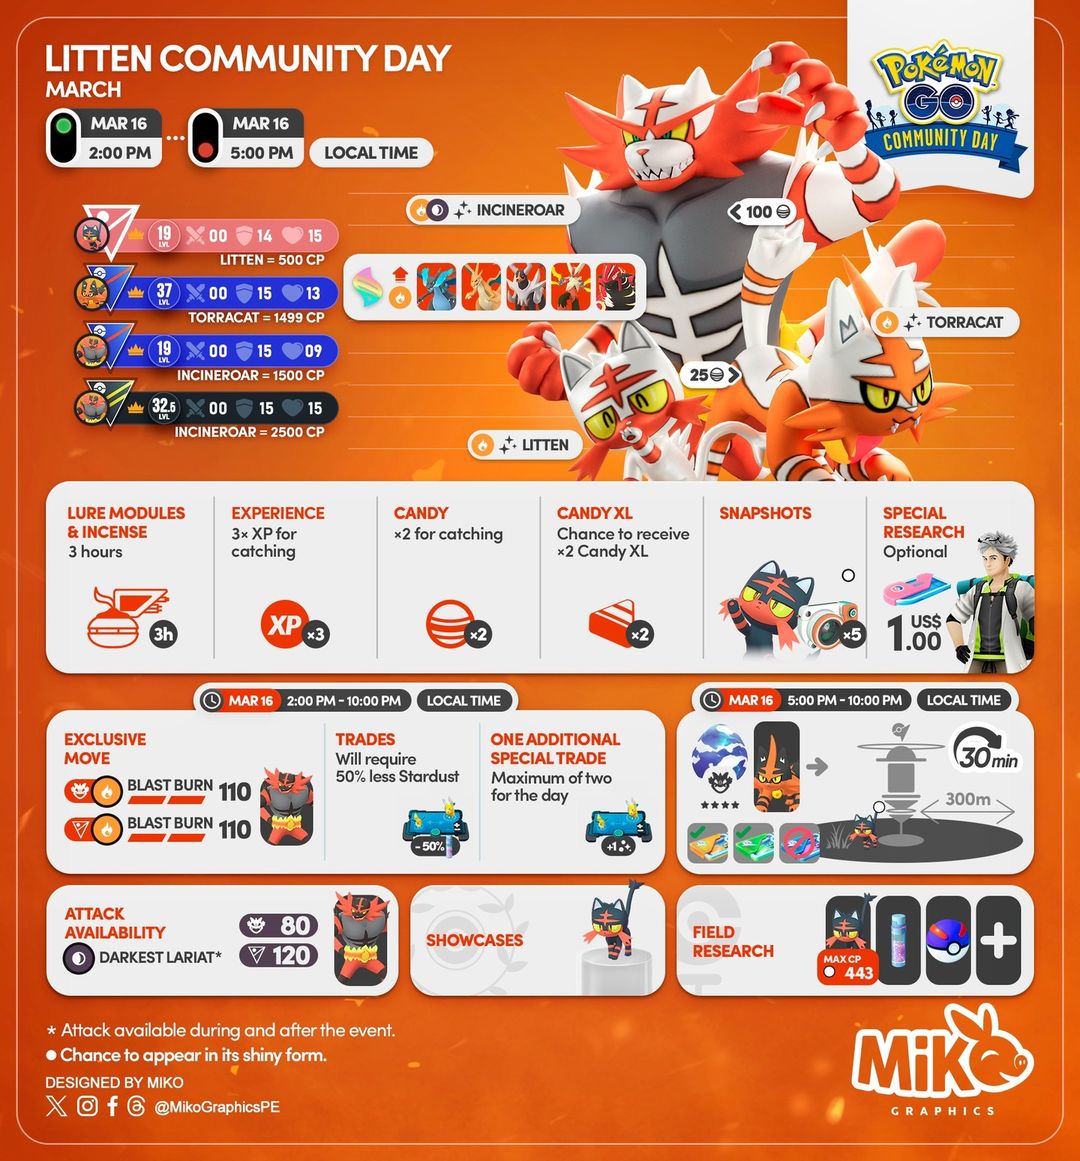 LITTEN COMMUNITY DAY
MARCH
MAR 16
2:00 PM
...
MAR 16
5:00 PM
LOCAL TIME
POKÉMON
GO
COMMUNITY DAY
INCINEROAR
100
19 LVL 00 14 15
LITTEN = 500 CP
37 LVL 00 15 13
TORRACAT = 1499 CP
19 LVL 00 15 09
INCINEROAR = 1500 CP
32.5 LVL 00 15 15
INCINEROAR = 2500 CP
TORRACAT
25
LITTEN
LURE MODULES
& INCENSE
3 hours
3h
EXPERIENCE
3× XP for
catching
XP ×3
CANDY
×2 for catching
×2
CANDY XL
Chance to receive
×2 Candy XL
×2
SNAPSHOTS
×5
SPECIAL
RESEARCH
Optional
1.00 US$
MAR 16 2:00 PM - 10:00 PM LOCAL TIME
EXCLUSIVE
MOVE
BLAST BURN 110
BLAST BURN 110
TRADES
Will require
50% less Stardust
- 50%
ONE ADDITIONAL
SPECIAL TRADE
Maximum of two
for the day
+1
MAR 16 5:00 PM - 10:00 PM LOCAL TIME
30 min
300m
ATTACK
AVAILABILITY
DARKEST LARIAT*
80
120
SHOWCASES
FIELD
RESEARCH
MAX CP
443
* Attack available during and after the event.
● Chance to appear in its shiny form.
DESIGNED BY MIKO
@MikoGraphicsPE
MiKO
GRAPHICS